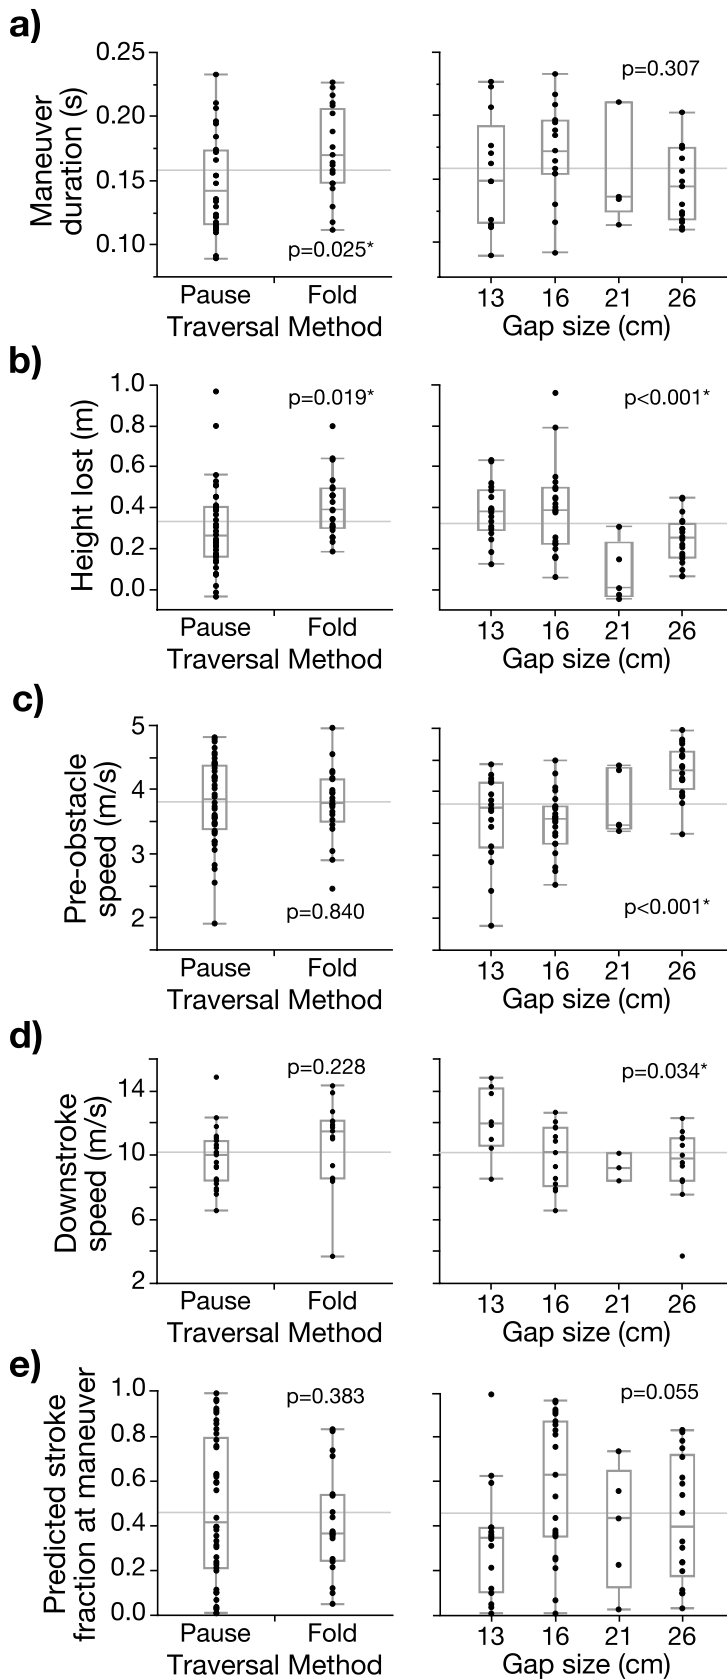 a)
Maneuver
duration (s)
0.25
0.20
0.15
0.10
p=0.025*
Pause Fold
Traversal Method
p=0.307
13 16 21 26
Gap size (cm)
b)
Height lost (m)
1.0
0.8
0.6
0.4
0.2
0.0
p=0.019*
Pause Fold
Traversal Method
p<0.001*
13 16 21 26
Gap size (cm)
c)
Pre-obstacle
speed (m/s)
5
4
3
2
p=0.840
Pause Fold
Traversal Method
p<0.001*
13 16 21 26
Gap size (cm)
d)
Downstroke
speed (m/s)
14
10
6
2
p=0.228
Pause Fold
Traversal Method
p=0.034*
13 16 21 26
Gap size (cm)
e)
Predicted stroke
fraction at maneuver
1.0
0.8
0.6
0.4
0.2
0.0
p=0.383
Pause Fold
Traversal Method
p=0.055
13 16 21 26
Gap size (cm)